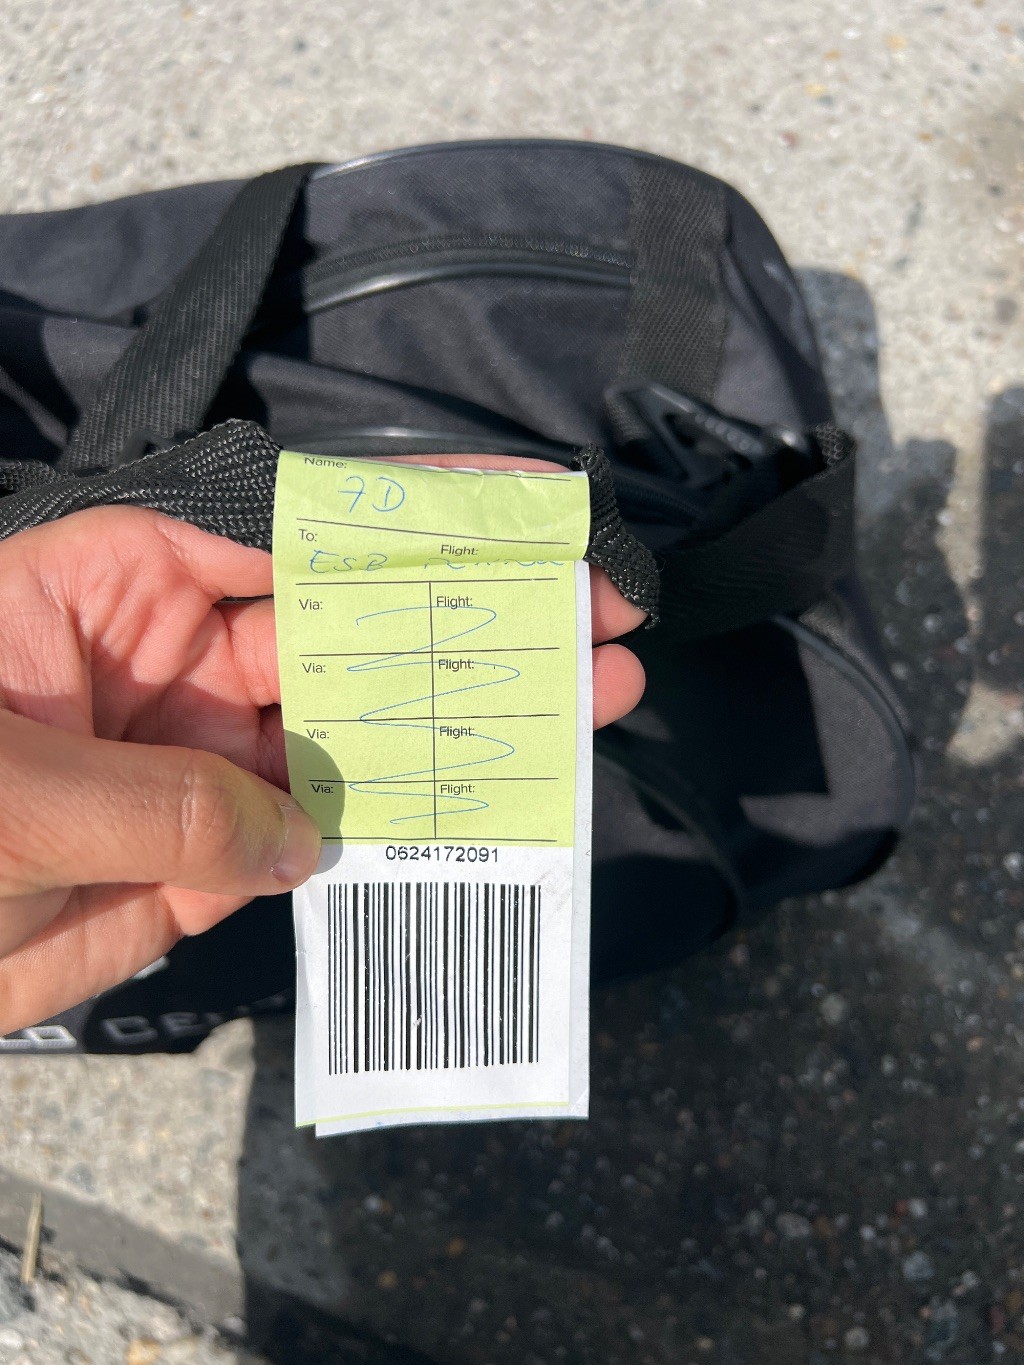 Name:
7D
To:
Flight:
ESB
Via: Flight:
Via: Flight:
Via: Flight:
Via: Flight:
0624172091